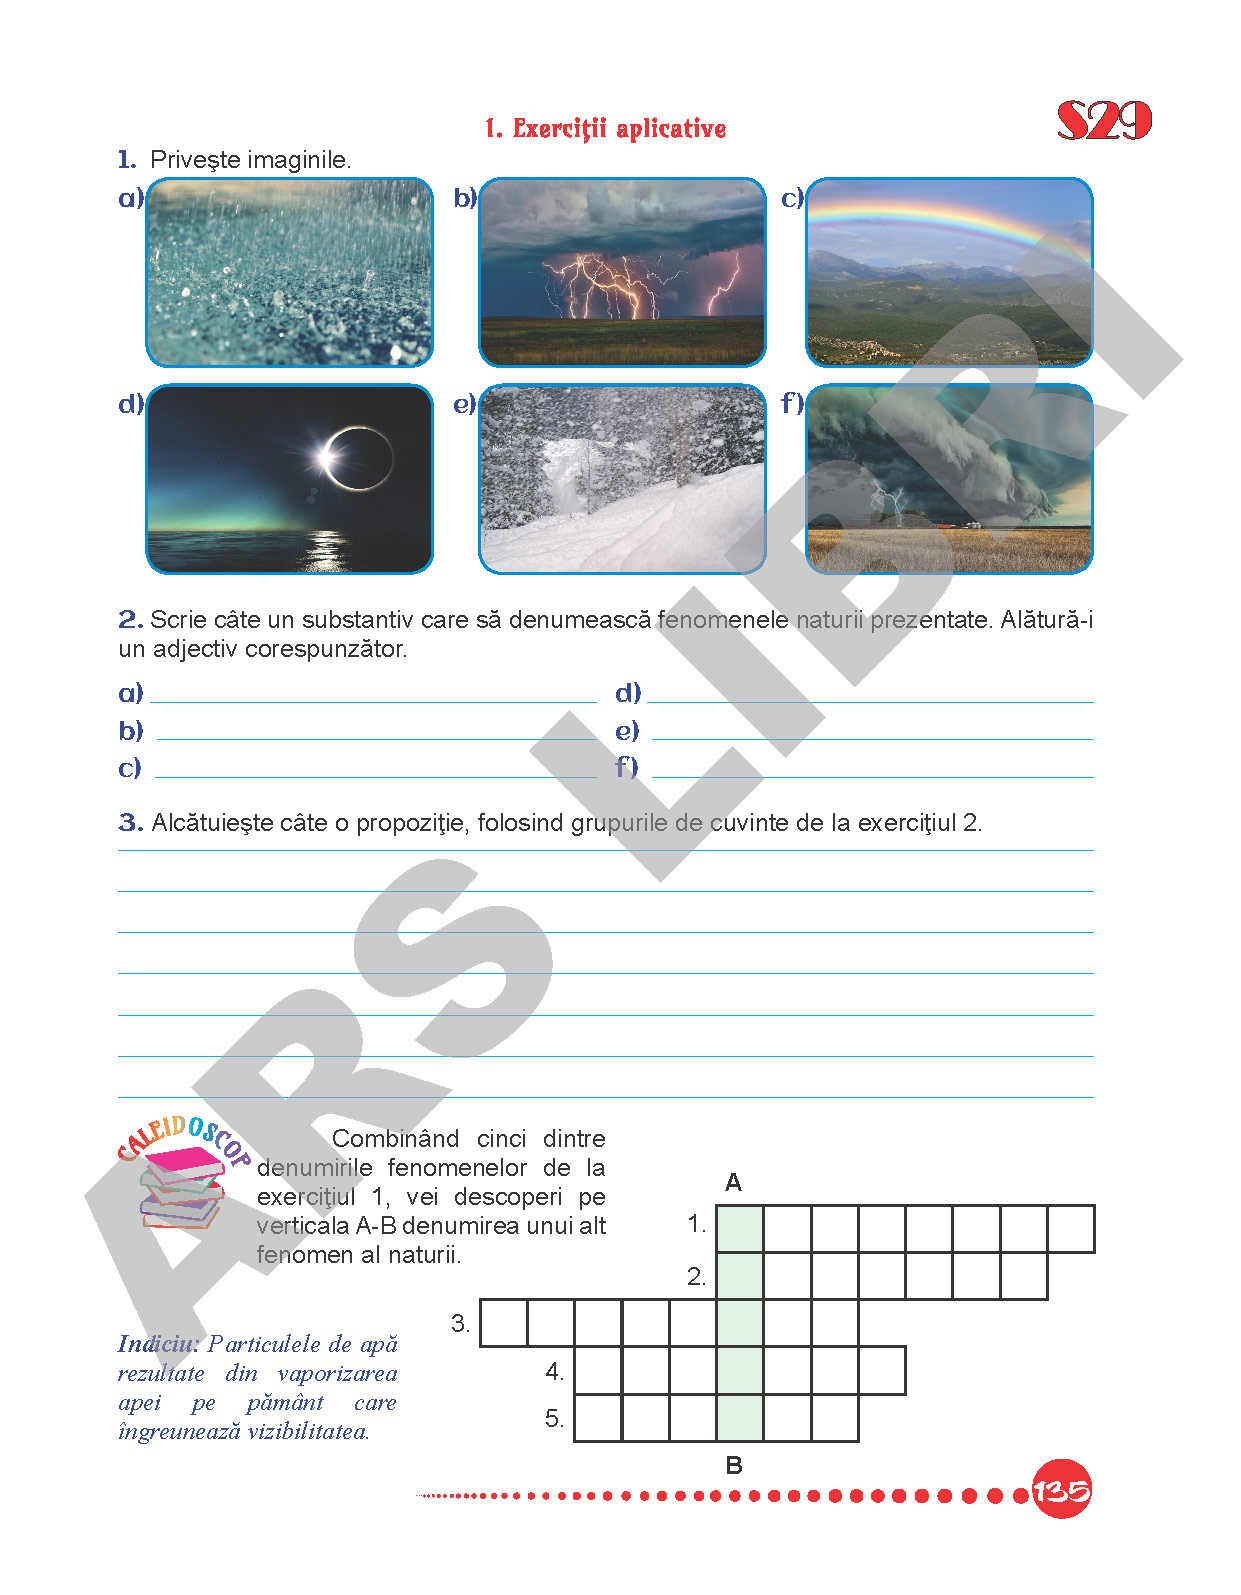 S29
1. Exerciţii aplicative
1. Priveşte imaginile.
a)
b)
c)
d)
e)
f)
2. Scrie câte un substantiv care să denumească fenomenele naturii prezentate. Alătură-i
un adjectiv corespunzător.
a)
d)
b)
e)
c)
f)
3. Alcătuieşte câte o propoziţie, folosind grupurile de cuvinte de la exerciţiul 2.
CALEIDOSCOP
Combinând cinci dintre
denumirile fenomenelor de la
exerciţiul 1, vei descoperi pe
verticala A-B denumirea unui alt
fenomen al naturii.
Indiciu: Particulele de apă
rezultate din vaporizarea
apei pe pământ care
îngreunează vizibilitatea.
A
1.
2.
3.
4.
5.
B
135
ARS LIBRI